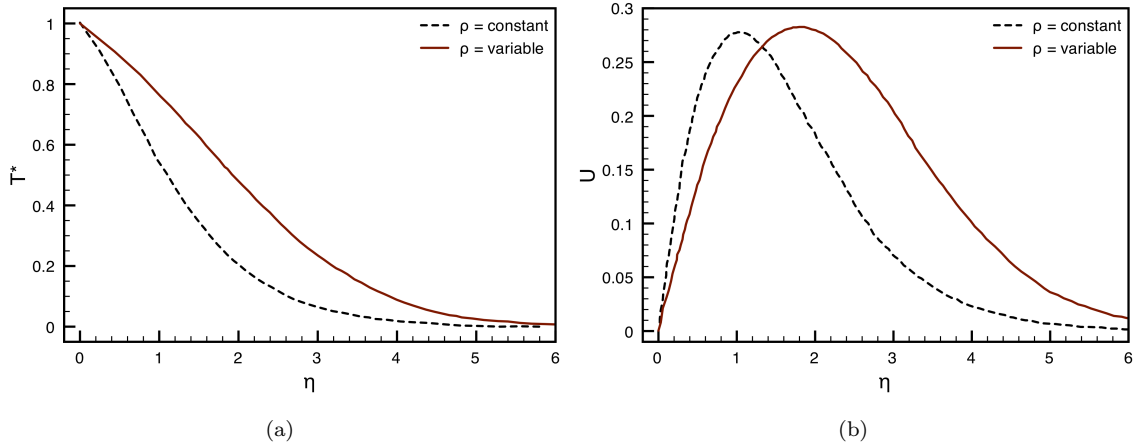 1
0.8
0.6
0.4
0.2
0
T*
0 1 2 3 4 5 6
η
ρ = constant
ρ = variable
(a)
0.3
0.25
0.2
0.15
0.1
0.05
0
U
0 1 2 3 4 5 6
η
ρ = constant
ρ = variable
(b)